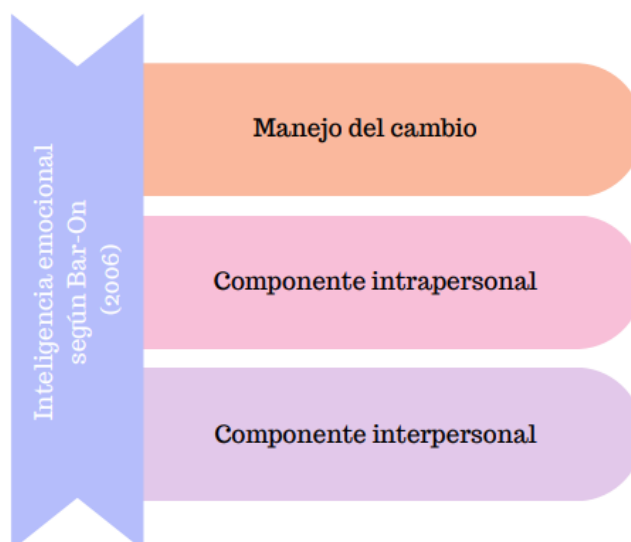 Inteligencia emocional
según Bar-On
(2006)
Manejo del cambio
Componente intrapersonal
Componente interpersonal